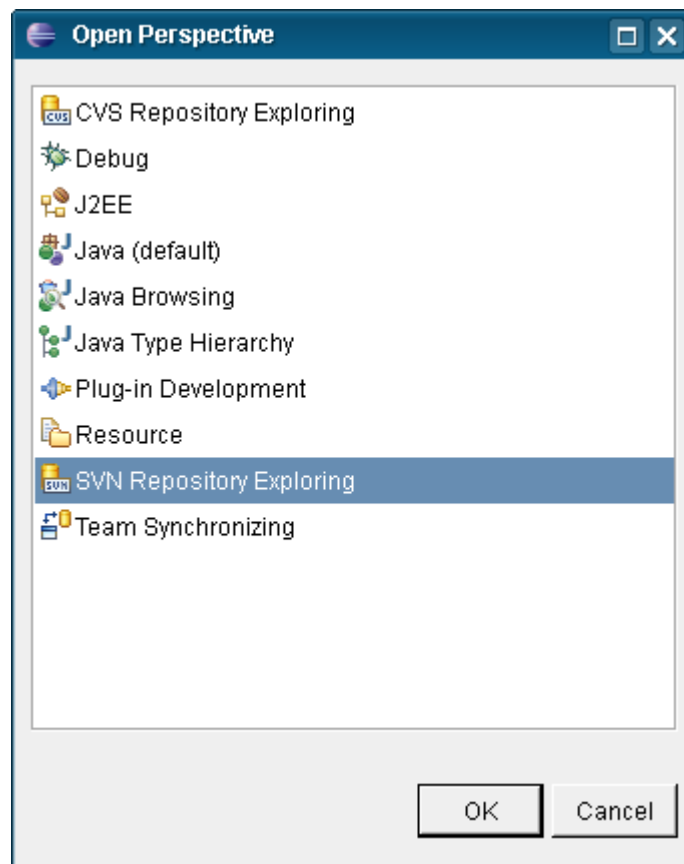 Open Perspective
CVS Repository Exploring
Debug
J2EE
Java (default)
Java Browsing
Java Type Hierarchy
Plug-in Development
Resource
SVN Repository Exploring
Team Synchronizing
OK
Cancel